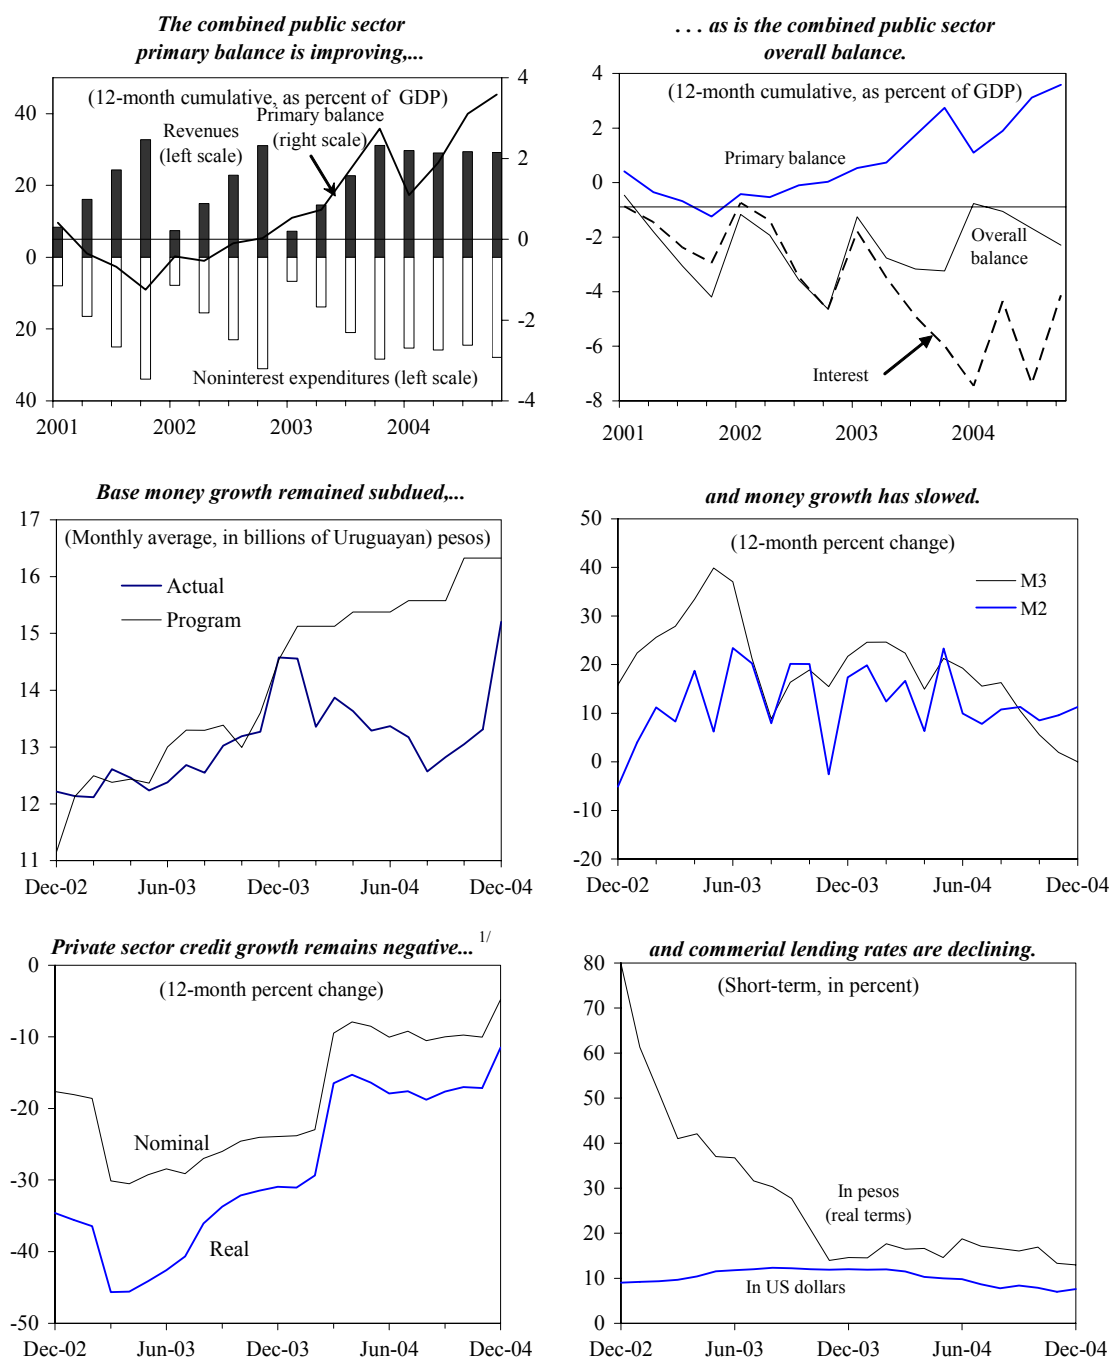 The combined public sector
primary balance is improving,...
(12-month cumulative, as percent of GDP)
Revenues
(left scale)
Primary balance
(right scale)
Noninterest expenditures (left scale)
40
20
0
20
40
4
2
0
-2
-4
2001 2002 2003 2004
. . . as is the combined public sector
overall balance.
(12-month cumulative, as percent of GDP)
Primary balance
Overall
balance
Interest
4
2
0
-2
-4
-6
-8
2001 2002 2003 2004
Base money growth remained subdued,...
(Monthly average, in billions of Uruguayan) pesos)
Actual
Program
17
16
15
14
13
12
11
Dec-02 Jun-03 Dec-03 Jun-04 Dec-04
and money growth has slowed.
(12-month percent change)
M3
M2
50
40
30
20
10
0
-10
-20
Dec-02 Jun-03 Dec-03 Jun-04 Dec-04
Private sector credit growth remains negative... 1/
(12-month percent change)
Nominal
Real
0
-10
-20
-30
-40
-50
Dec-02 Jun-03 Dec-03 Jun-04 Dec-04
and commerial lending rates are declining.
(Short-term, in percent)
In pesos
(real terms)
In US dollars
80
70
60
50
40
30
20
10
0
Dec-02 Jun-03 Dec-03 Jun-04 Dec-04